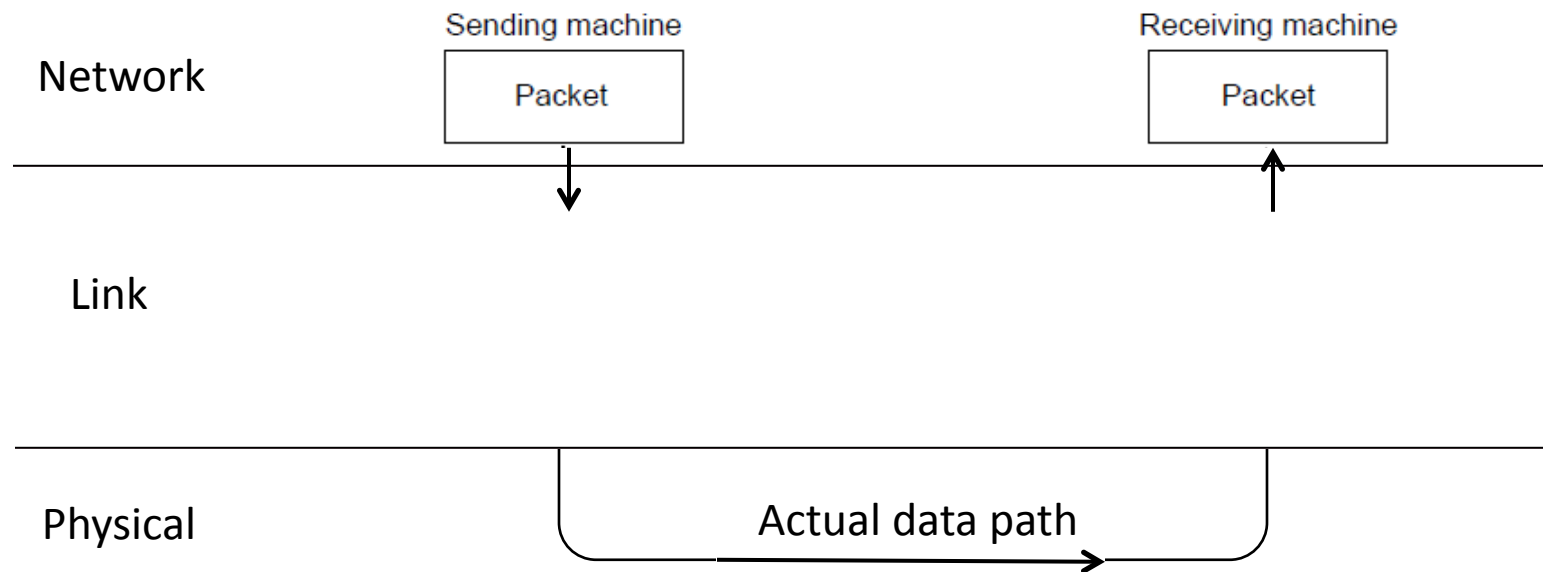 Sending machine
Receiving machine
Network
Packet
Packet
Link
Physical
Actual data path